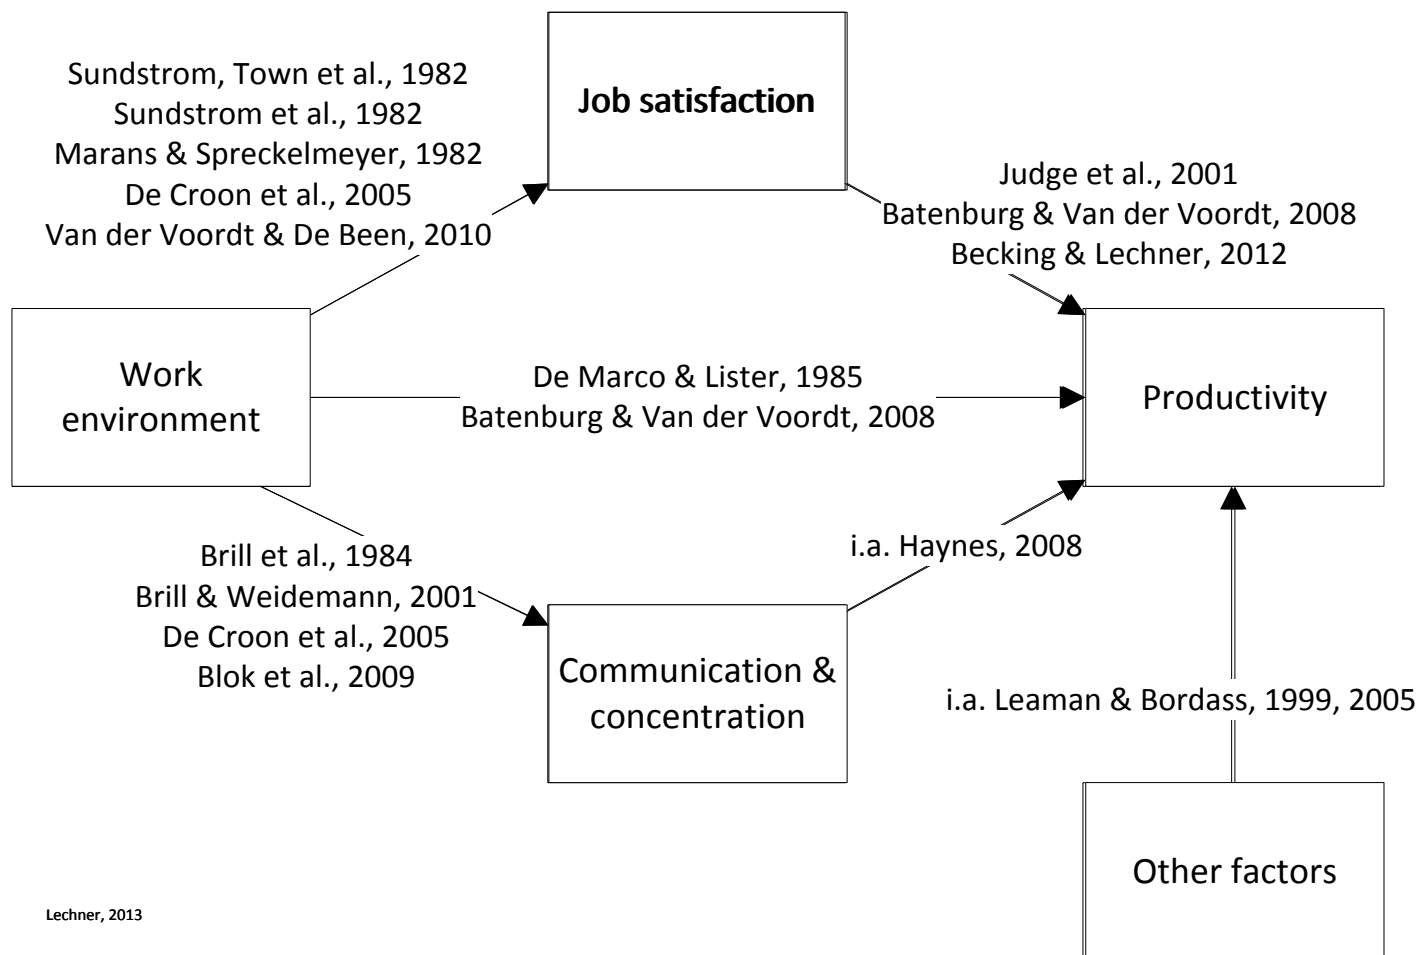 Sundstrom, Town et al., 1982
Sundstrom et al., 1982
Marans & Spreckelmeyer, 1982
De Croon et al., 2005
Van der Voordt & De Been, 2010
Job satisfaction
Judge et al., 2001
Batenburg & Van der Voordt, 2008
Becking & Lechner, 2012
Work
environment
De Marco & Lister, 1985
Batenburg & Van der Voordt, 2008
Productivity
Brill et al., 1984
Brill & Weidemann, 2001
De Croon et al., 2005
Blok et al., 2009
i.a. Haynes, 2008
Communication &
concentration
i.a. Leaman & Bordass, 1999, 2005
Other factors
Lechner, 2013